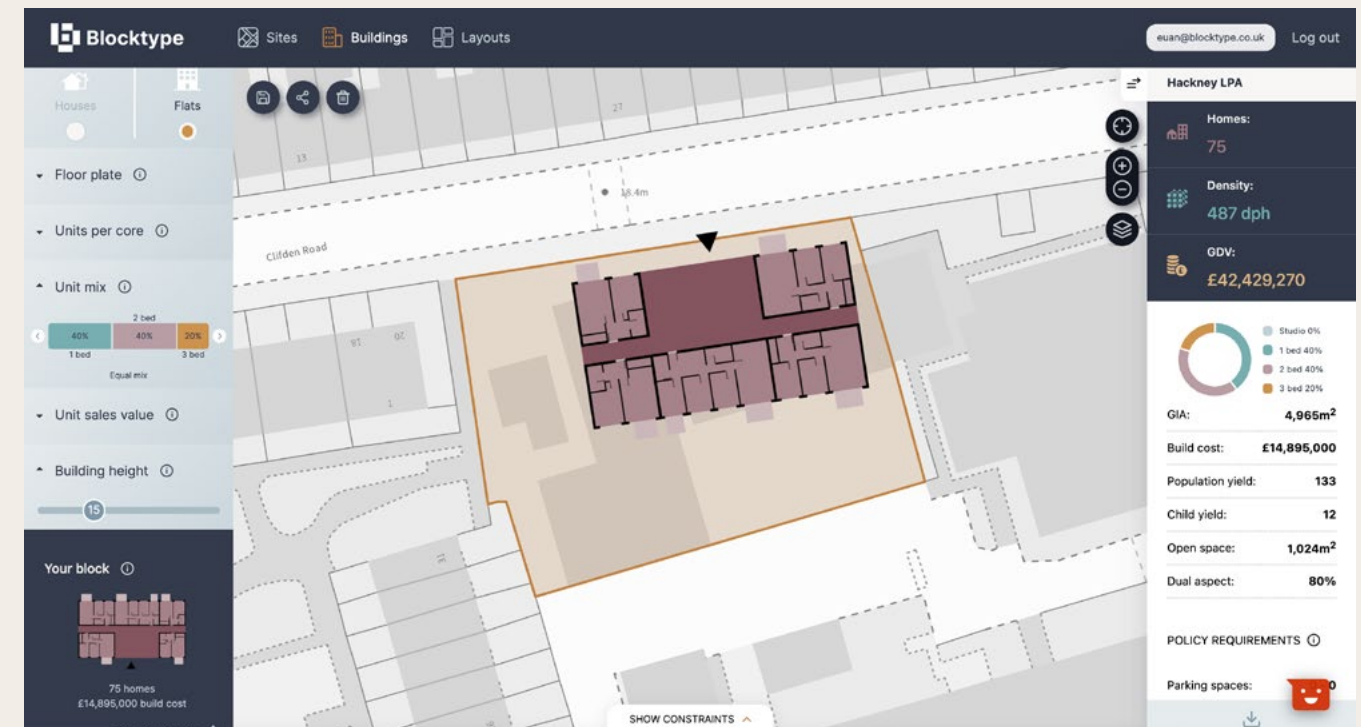 Blocktype
Sites
Buildings
Layouts
euan@blocktype.co.uk
Log out
Houses
Flats
Floor plate
Units per core
Unit mix
2 bed
40%
40%
20%
1 bed
3 bed
Equal mix
Unit sales value
Building height
15
Your block
75 homes
£14,895,000 build cost
27
13
18.4m
Clifden Road
18
20
1
11
SHOW CONSTRAINTS
Hackney LPA
Homes:
75
Density:
487 dph
GDV:
£42,429,270
Studio 0%
1 bed 40%
2 bed 40%
3 bed 20%
GIA: 4,965m²
Build cost: £14,895,000
Population yield: 133
Child yield: 12
Open space: 1,024m²
Dual aspect: 80%
POLICY REQUIREMENTS
Parking spaces: